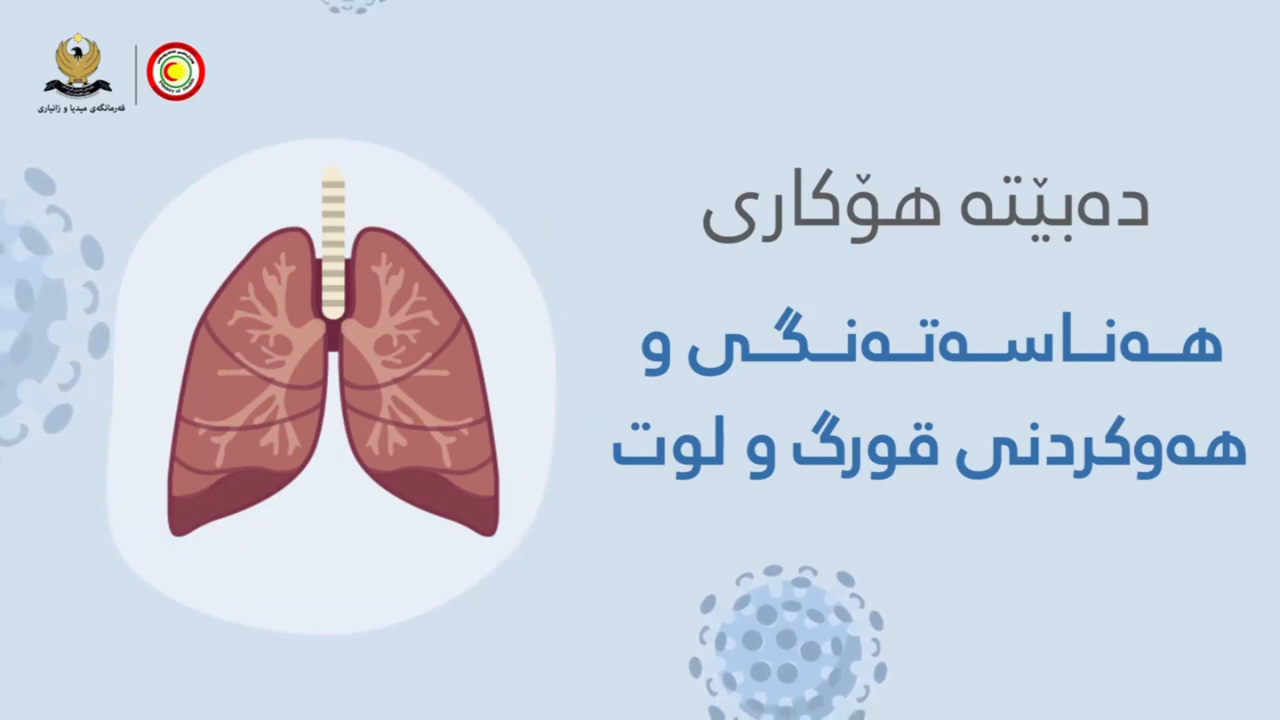 فەرمانگەی میدیا و زانیاری
دەبێتە هۆکاری
هەناسەتەنگی و
هەوکردنی قورگ و لوت